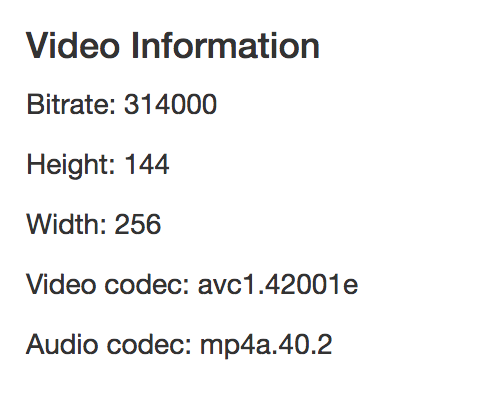 Video Information
Bitrate: 314000
Height: 144
Width: 256
Video codec: avc1.42001e
Audio codec: mp4a.40.2